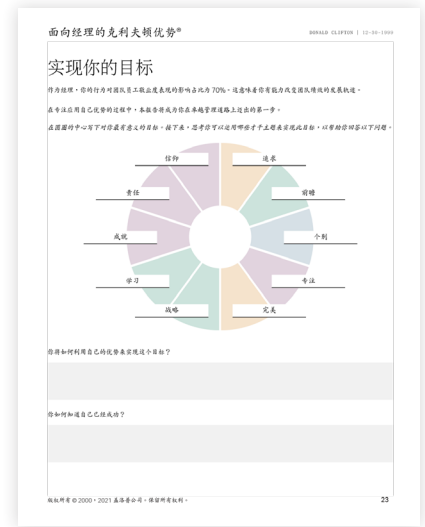 面向经理的克利夫顿优势®
DONALD CLIFTON | 12-08-1988
实现你的目标
作为经理，你的行为对团队员工敬业度表现的影响占比为 70%。这意味着你有能力改变团队绩效的发展轨迹。
在专注应用自己优势的过程中，本报告将成为你在卓越管理道路上迈出的第一步。
在圆圈的中心写下对你最有意义的目标。接下来，思考你可以运用哪些才干主题来实现此目标，以帮助你回答以下问题。
信仰
追求
责任
前瞻
成就
个别
学习
专注
战略
完美
你将如何利用自己的优势来实现这个目标？
你如何知道自己已经成功？
版权所有 © 2000，2021 盖洛普公司。保留所有权利。
23